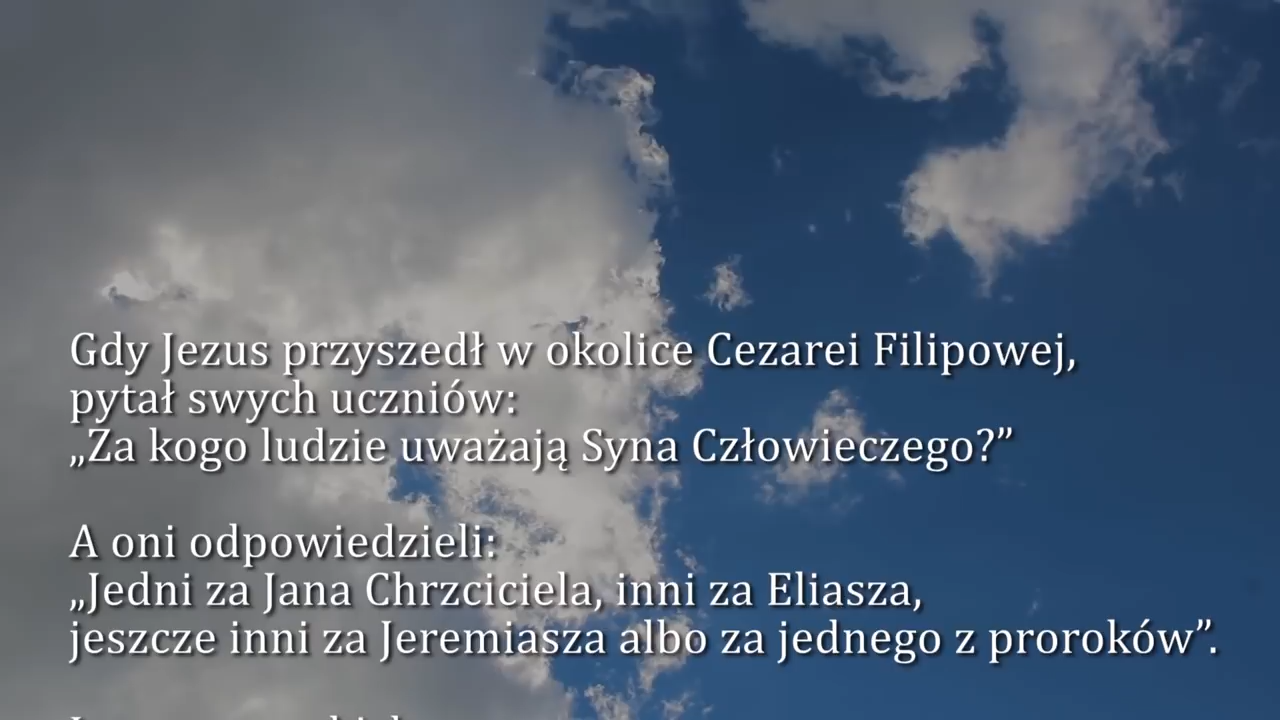 Gdy Jezus przyszedł w okolice Cezarei Filipowej,
pytał swych uczniów:
„Za kogo ludzie uważają Syna Człowieczego?”
A oni odpowiedzieli:
„Jedni za Jana Chrzciciela, inni za Eliasza,
jeszcze inni za Jeremiasza albo za jednego z proroków”.